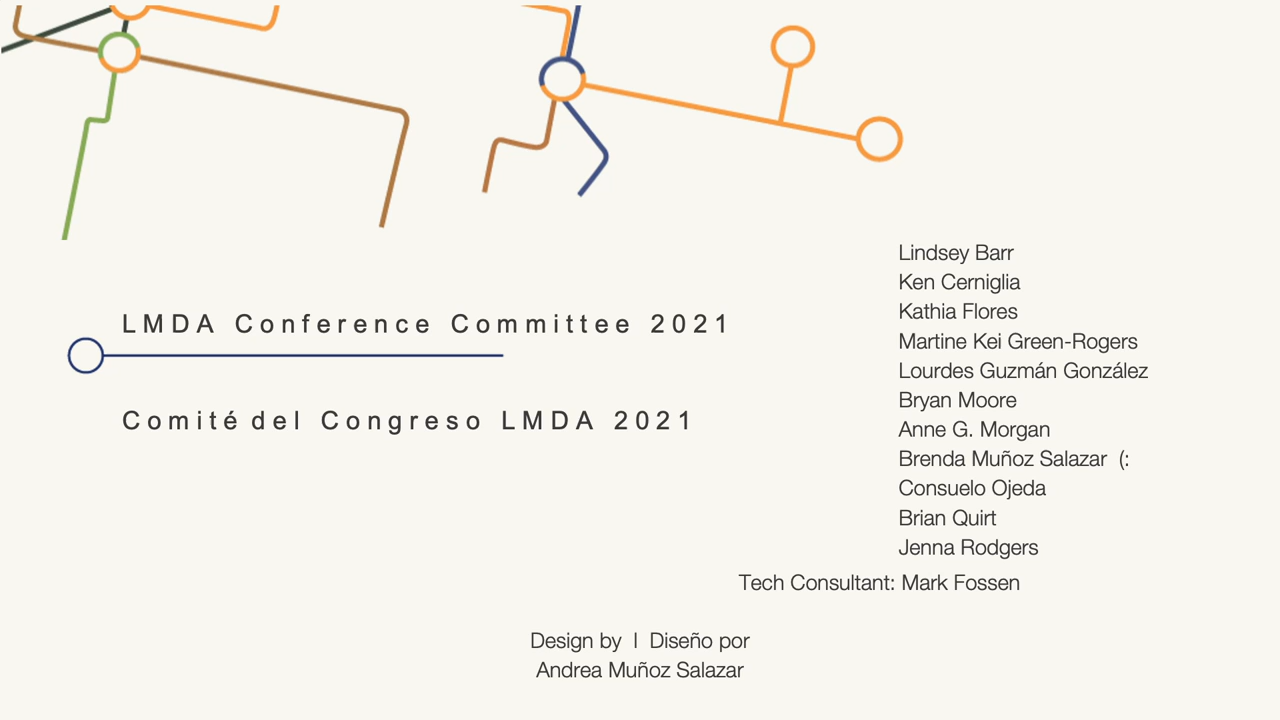 LMDA Conference Committee 2021
Comité del Congreso LMDA 2021
Lindsey Barr
Ken Cerniglia
Kathia Flores
Martine Kei Green-Rogers
Lourdes Guzmán González
Bryan Moore
Anne G. Morgan
Brenda Muñoz Salazar  (:
Consuelo Ojeda
Brian Quirt
Jenna Rodgers
Tech Consultant: Mark Fossen
Design by  I  Diseño por
Andrea Muñoz Salazar